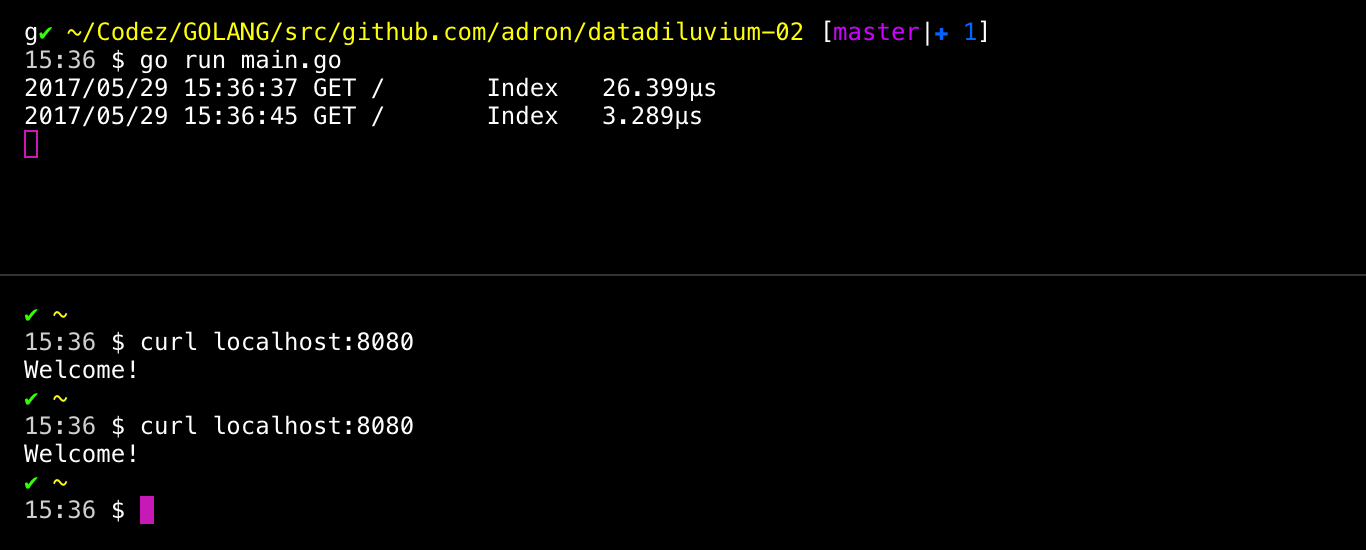 g✔ ~/Codez/GOLANG/src/github.com/adron/datadiluvium-02 [master|✚ 1]
15:36 $ go run main.go
2017/05/29 15:36:37 GET /       Index   26.399µs
2017/05/29 15:36:45 GET /       Index   3.289µs
✔ ~
15:36 $ curl localhost:8080
Welcome!
✔ ~
15:36 $ curl localhost:8080
Welcome!
✔ ~
15:36 $